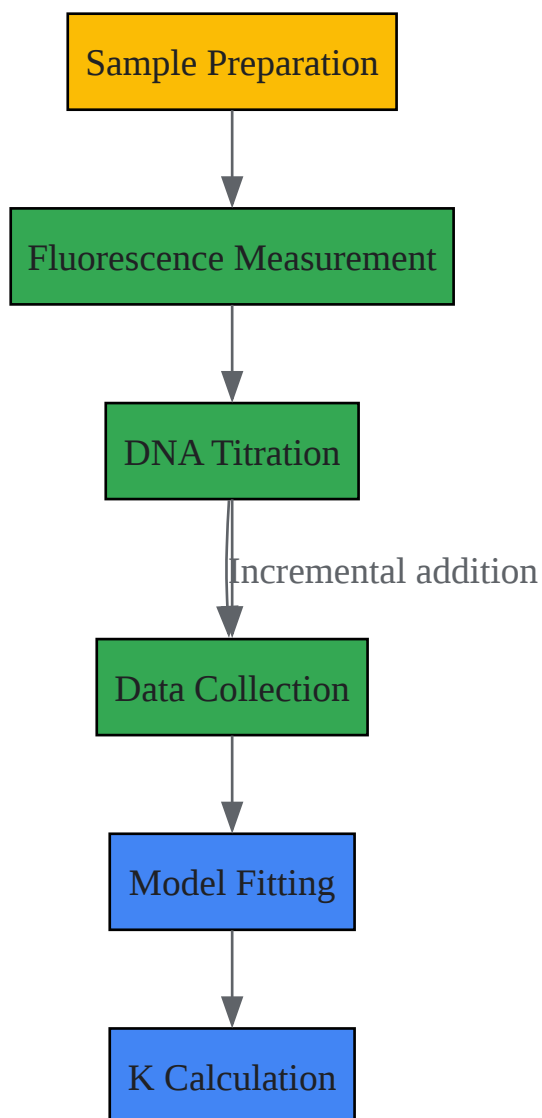 Sample Preparation
Fluorescence Measurement
DNA Titration
Incremental addition
Data Collection
Model Fitting
K Calculation